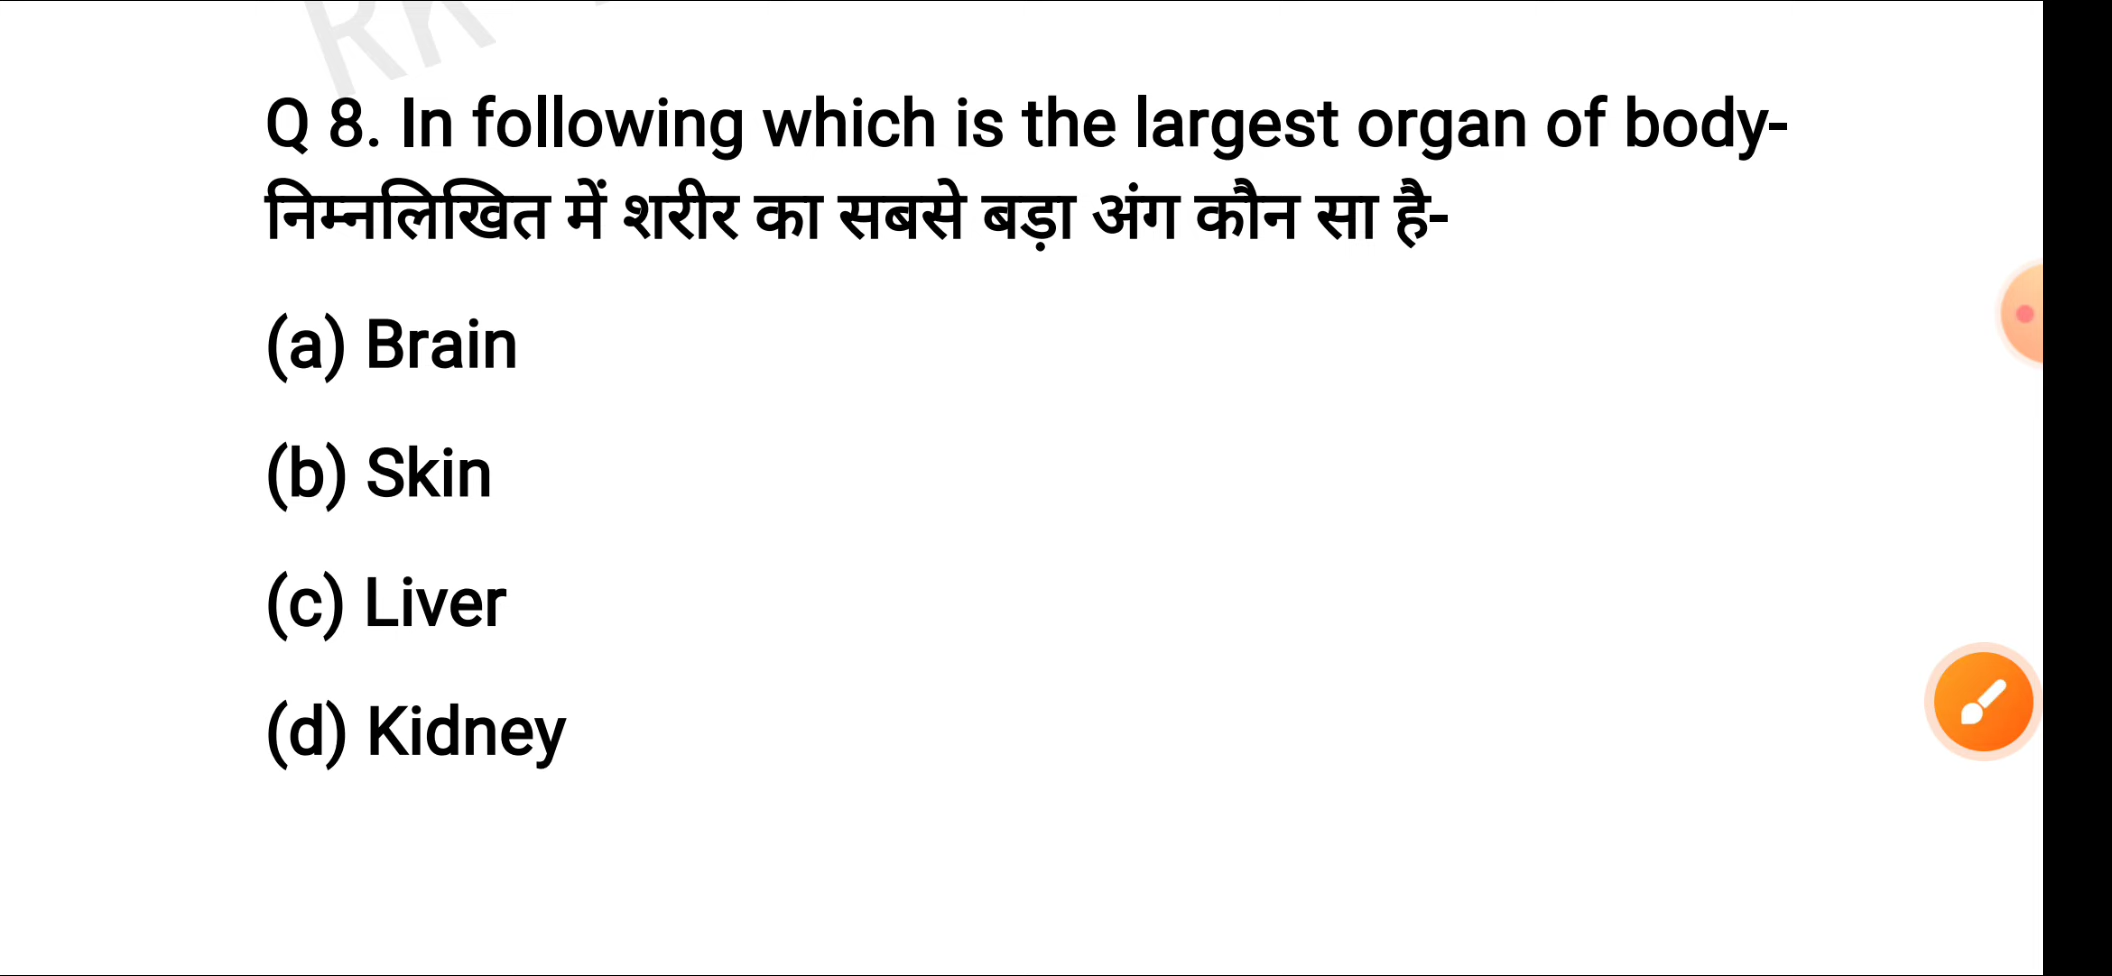 Q 8. In following which is the largest organ of body-
निम्नलिखित में शरीर का सबसे बड़ा अंग कौन सा है-
(a) Brain
(b) Skin
(c) Liver
(d) Kidney